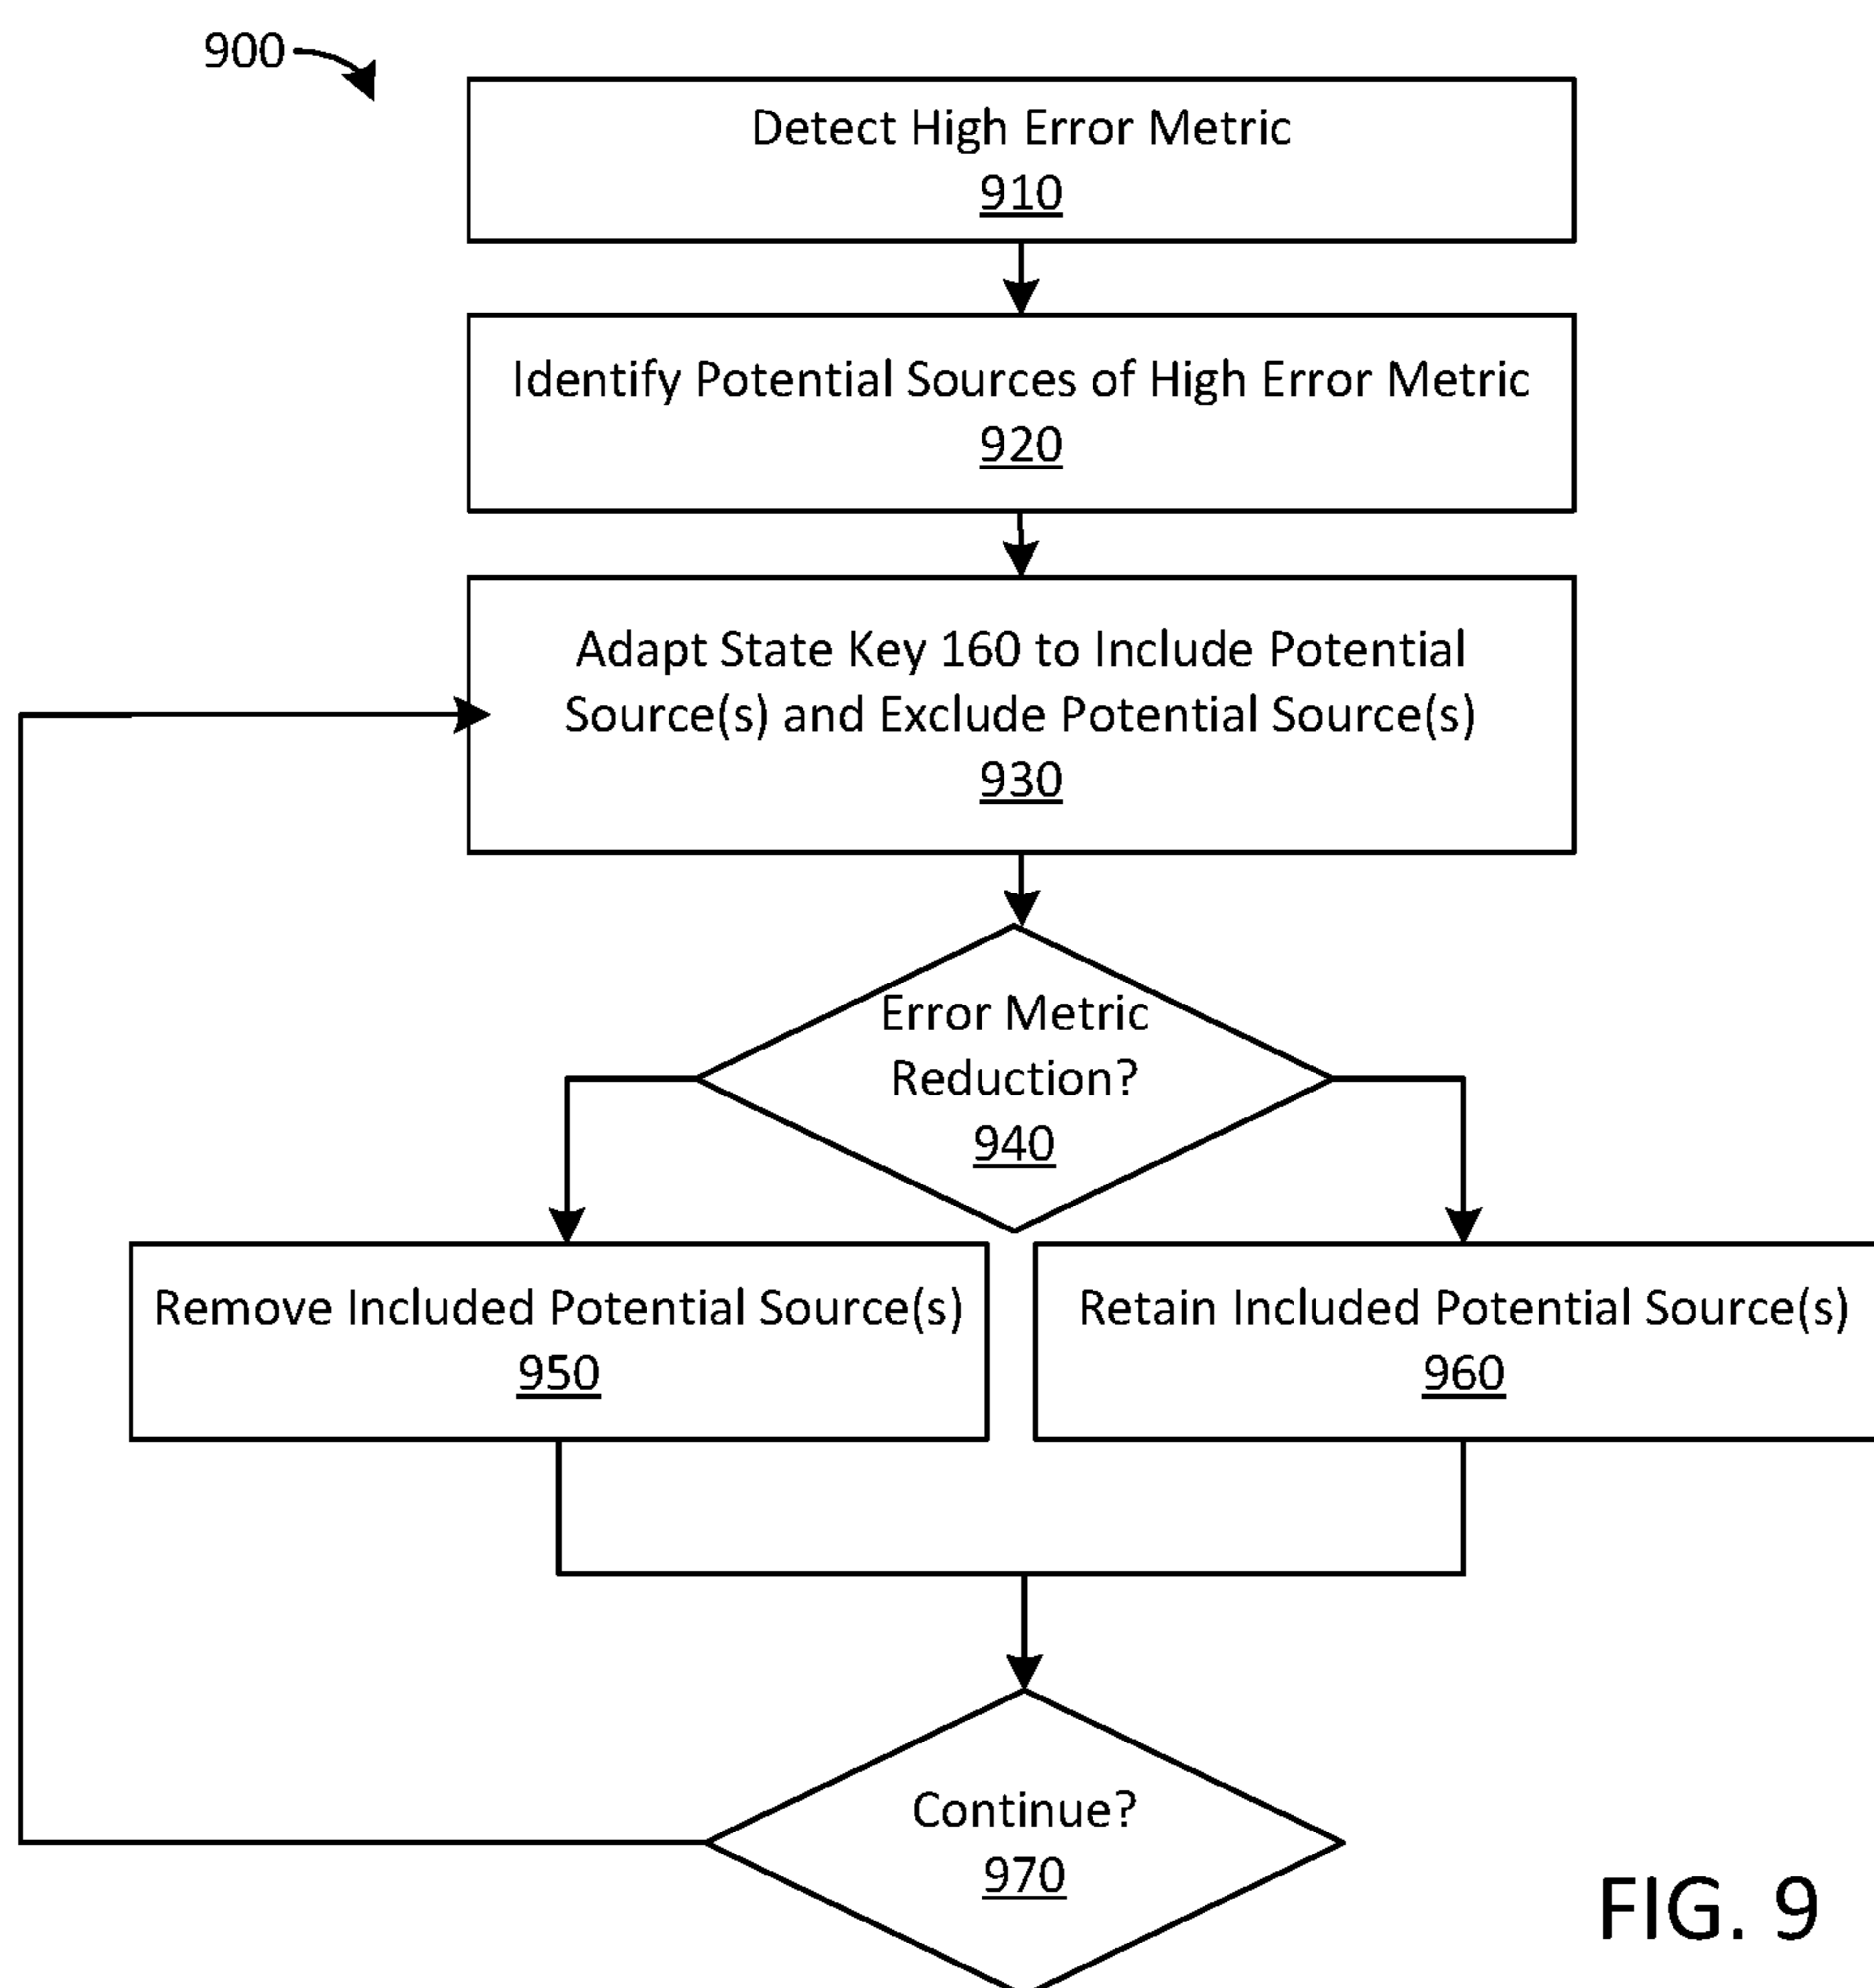 900
Detect High Error Metric
910
Identify Potential Sources of High Error Metric
920
Adapt State Key 160 to Include Potential
Source(s) and Exclude Potential Source(s)
930
Error Metric
Reduction?
940
Remove Included Potential Source(s)
950
Retain Included Potential Source(s)
960
Continue?
970
FIG. 9